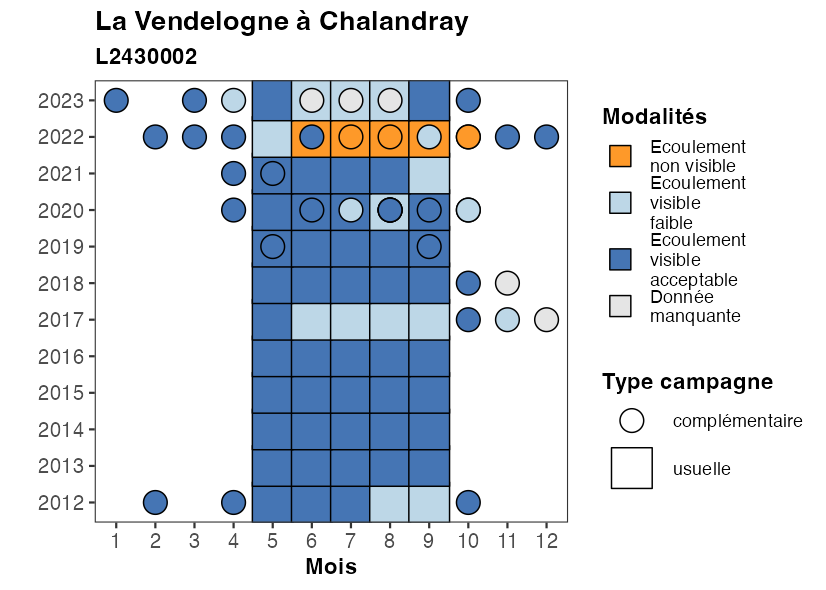 La Vendelogne à Chalandray
L2430002
2023
2022
2021
2020
2019
2018
2017
2016
2015
2014
2013
2012
1 2 3 4 5 6 7 8 9 10 11 12
Mois
Modalités
Ecoulement
non visible
Ecoulement
visible
faible
Ecoulement
visible
acceptable
Donnée
manquante
Type campagne
complémentaire
usuelle